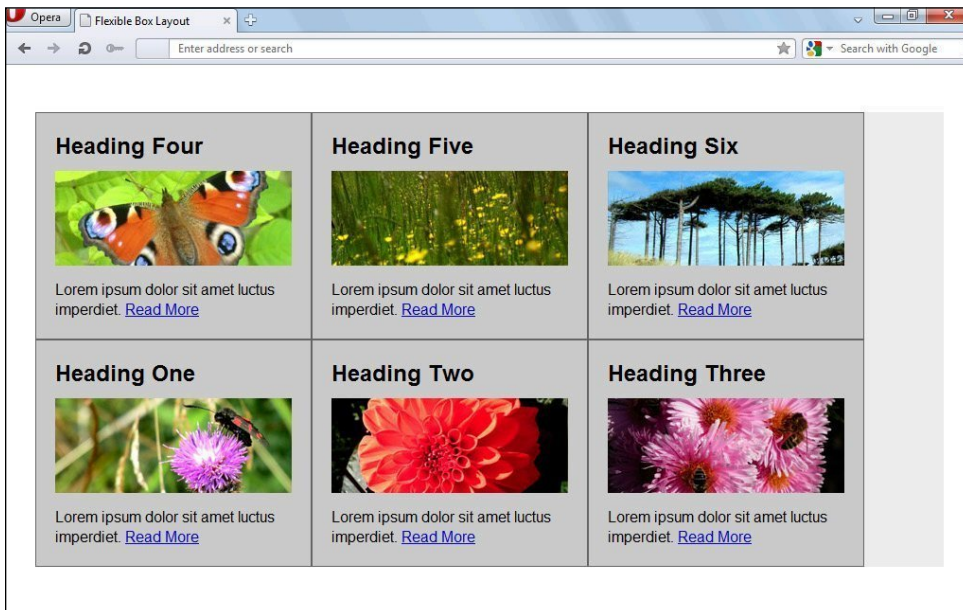 Opera
Flexible Box Layout
Enter address or search
Search with Google
Heading Four
Lorem ipsum dolor sit amet luctus
imperdiet. Read More
Heading Five
Lorem ipsum dolor sit amet luctus
imperdiet. Read More
Heading Six
Lorem ipsum dolor sit amet luctus
imperdiet. Read More
Heading One
Lorem ipsum dolor sit amet luctus
imperdiet. Read More
Heading Two
Lorem ipsum dolor sit amet luctus
imperdiet. Read More
Heading Three
Lorem ipsum dolor sit amet luctus
imperdiet. Read More